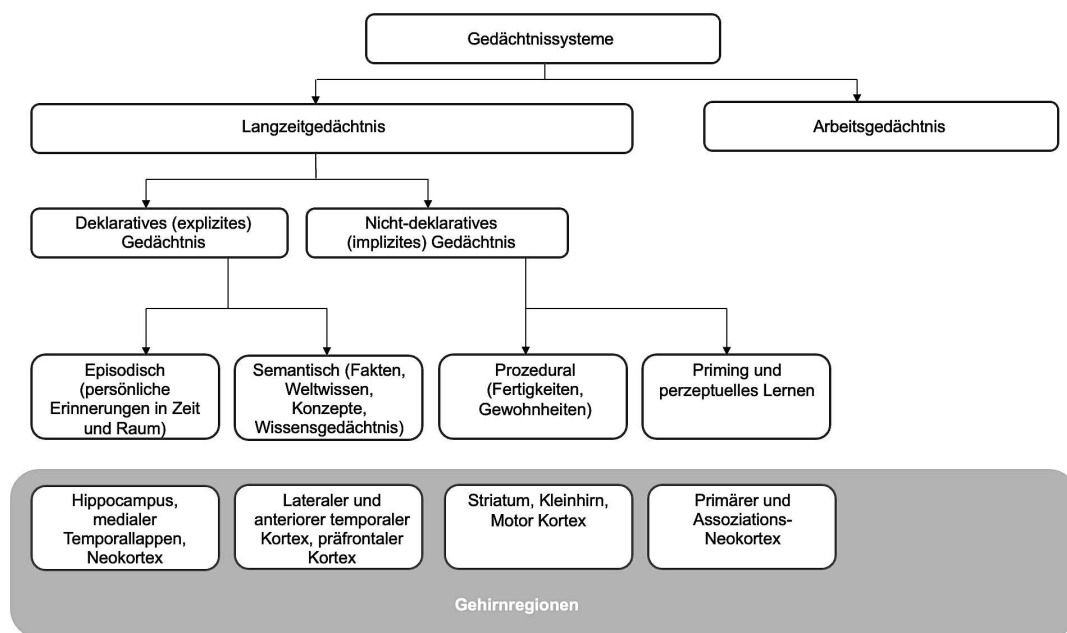 Gedächtnissysteme
Langzeitgedächtnis
Arbeitsgedächtnis
Deklaratives (explizites)
Gedächtnis
Nicht-deklaratives
(implizites) Gedächtnis
Episodisch
(persönliche
Erinnerungen in Zeit
und Raum)
Semantisch (Fakten,
Weltwissen,
Konzepte,
Wissensgedächtnis)
Prozedural
(Fertigkeiten,
Gewohnheiten)
Priming und
perzeptuelles Lernen
Hippocampus,
medialer
Temporallappen,
Neokortex
Lateraler und
anteriorer temporaler
Kortex, präfrontaler
Kortex
Striatum, Kleinhirn,
Motor Kortex
Primärer und
Assoziations-
Neokortex
Gehirnregionen